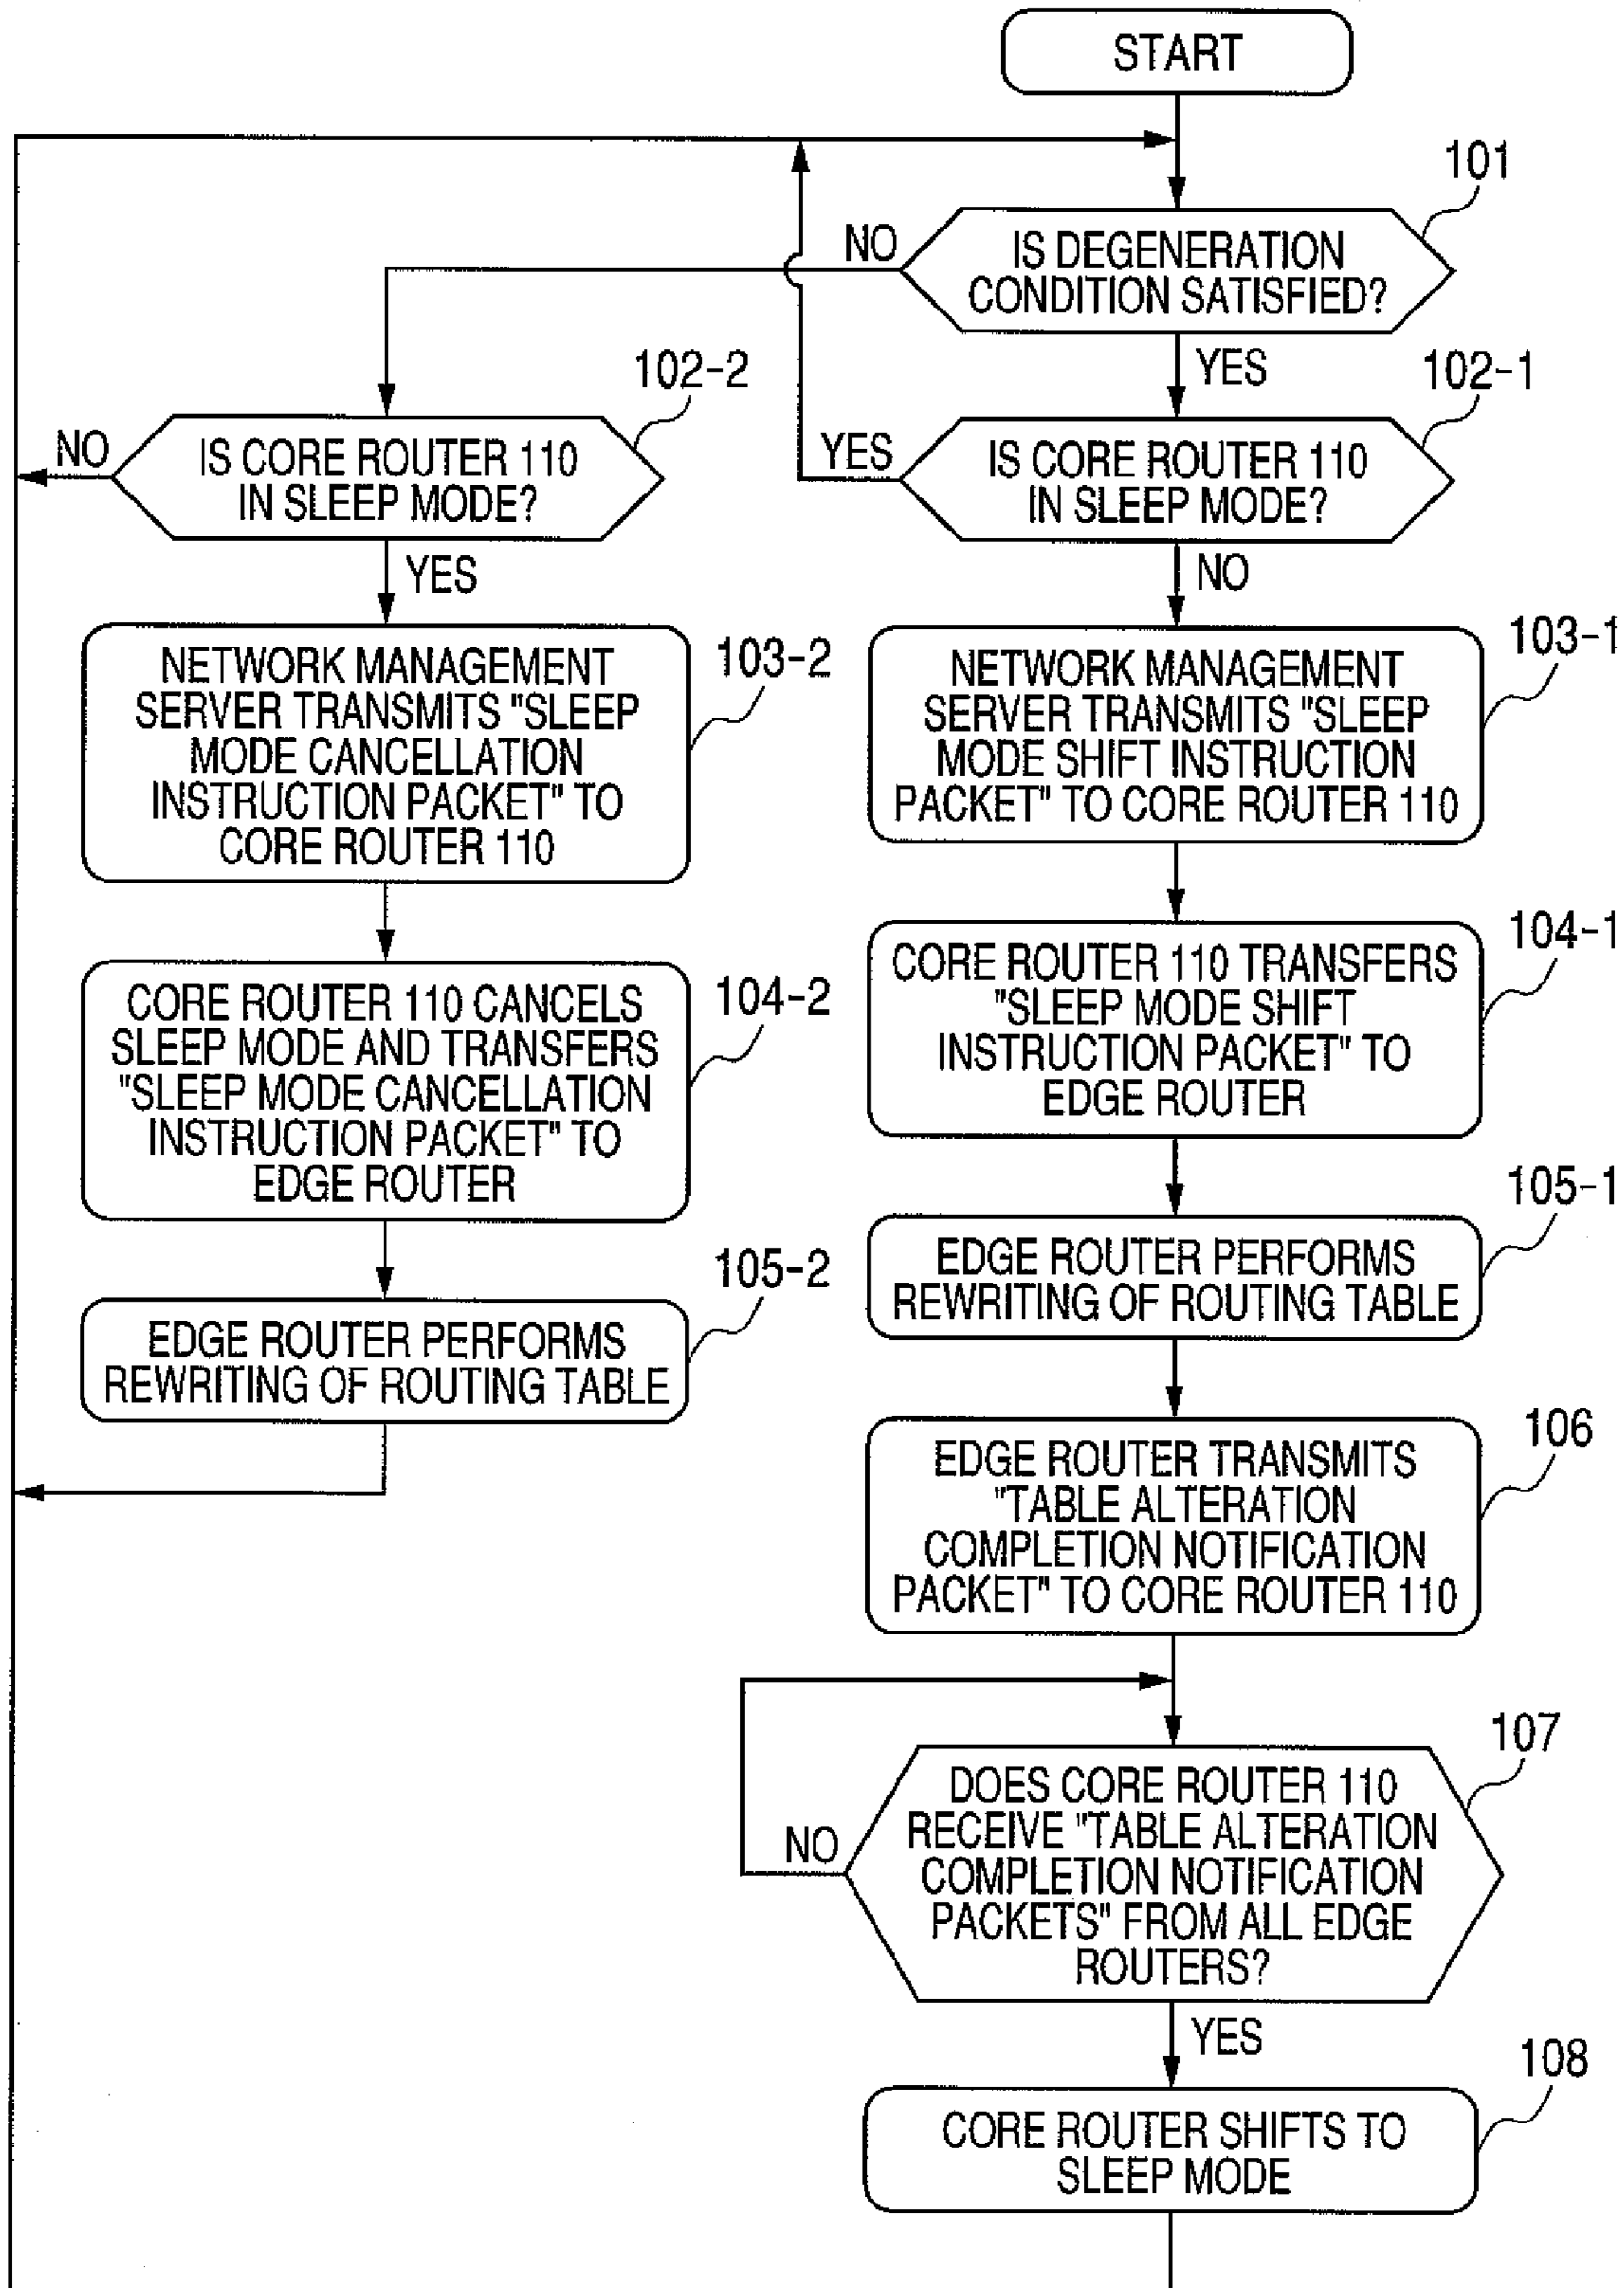 START
101
NO
IS DEGENERATION
CONDITION SATISFIED?
YES
102-2
102-1
NO
IS CORE ROUTER 110
IN SLEEP MODE?
YES
IS CORE ROUTER 110
IN SLEEP MODE?
YES
NO
103-2
NETWORK MANAGEMENT
SERVER TRANSMITS "SLEEP
MODE CANCELLATION
INSTRUCTION PACKET" TO
CORE ROUTER 110
103-1
NETWORK MANAGEMENT
SERVER TRANSMITS "SLEEP
MODE SHIFT INSTRUCTION
PACKET" TO CORE ROUTER 110
104-2
CORE ROUTER 110 CANCELS
SLEEP MODE AND TRANSFERS
"SLEEP MODE CANCELLATION
INSTRUCTION PACKET" TO
EDGE ROUTER
104-1
CORE ROUTER 110 TRANSFERS
"SLEEP MODE SHIFT
INSTRUCTION PACKET" TO
EDGE ROUTER
105-2
EDGE ROUTER PERFORMS
REWRITING OF ROUTING TABLE
105-1
EDGE ROUTER PERFORMS
REWRITING OF ROUTING TABLE
106
EDGE ROUTER TRANSMITS
"TABLE ALTERATION
COMPLETION NOTIFICATION
PACKET" TO CORE ROUTER 110
107
NO
DOES CORE ROUTER 110
RECEIVE "TABLE ALTERATION
COMPLETION NOTIFICATION
PACKETS" FROM ALL EDGE
ROUTERS?
YES
108
CORE ROUTER SHIFTS TO
SLEEP MODE